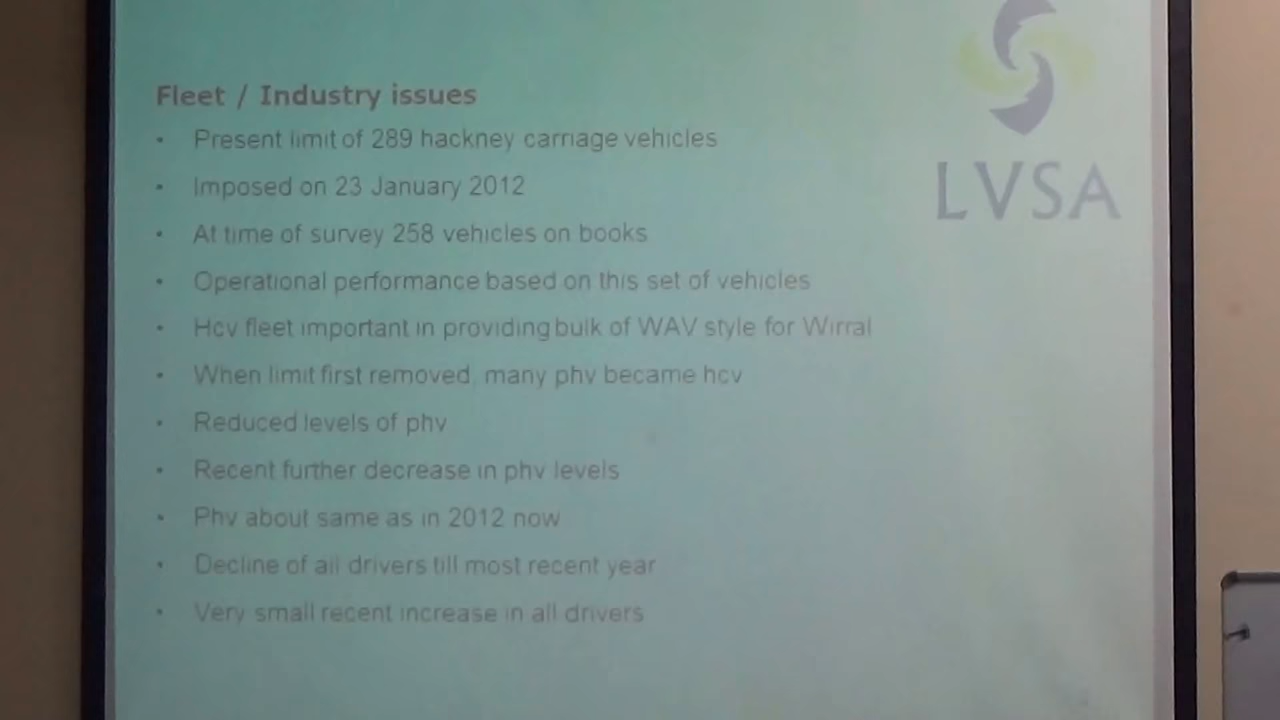 Fleet / Industry issues
LVSA
• Present limit of 289 hackney carriage vehicles
• Imposed on 23 January 2012
• At time of survey 258 vehicles on books
• Operational performance based on this set of vehicles
• Hcv fleet important in providing bulk of WAV style for Wirral
• When limit first removed, many phv became hcv
• Reduced levels of phv
• Recent further decrease in phv levels
• Phv about same as in 2012 now
• Decline of all drivers till most recent year
• Very small recent increase in all drivers